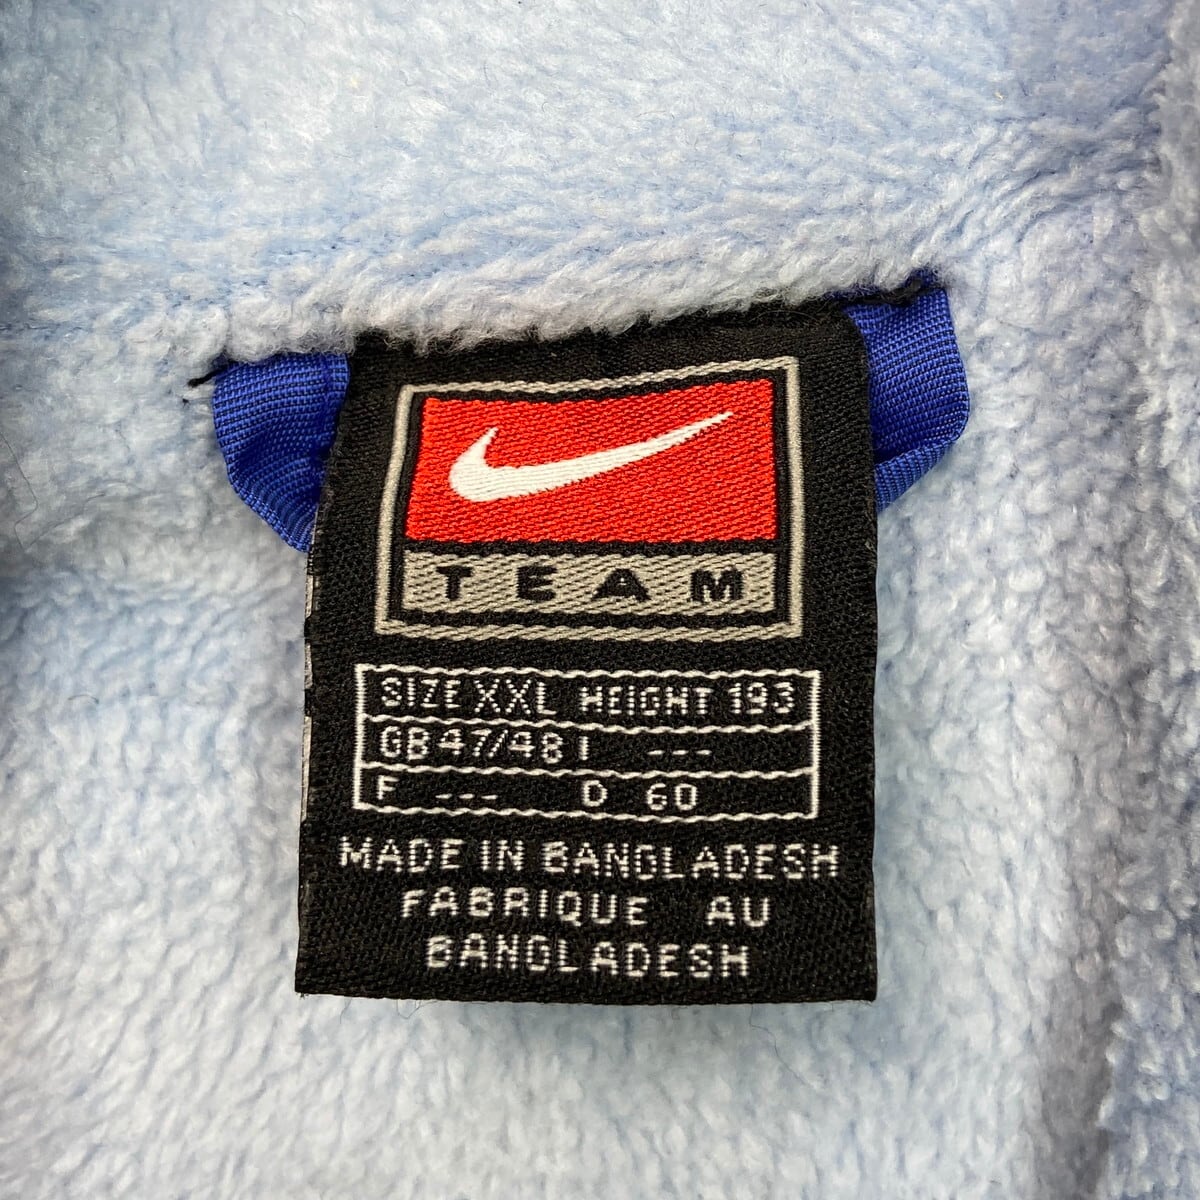 TEAM
SIZE XXL HEIGHT 193
GB 47/48 I ---
F --- D 60
MADE IN BANGLADESH
FABRIQUE AU
BANGLADESH